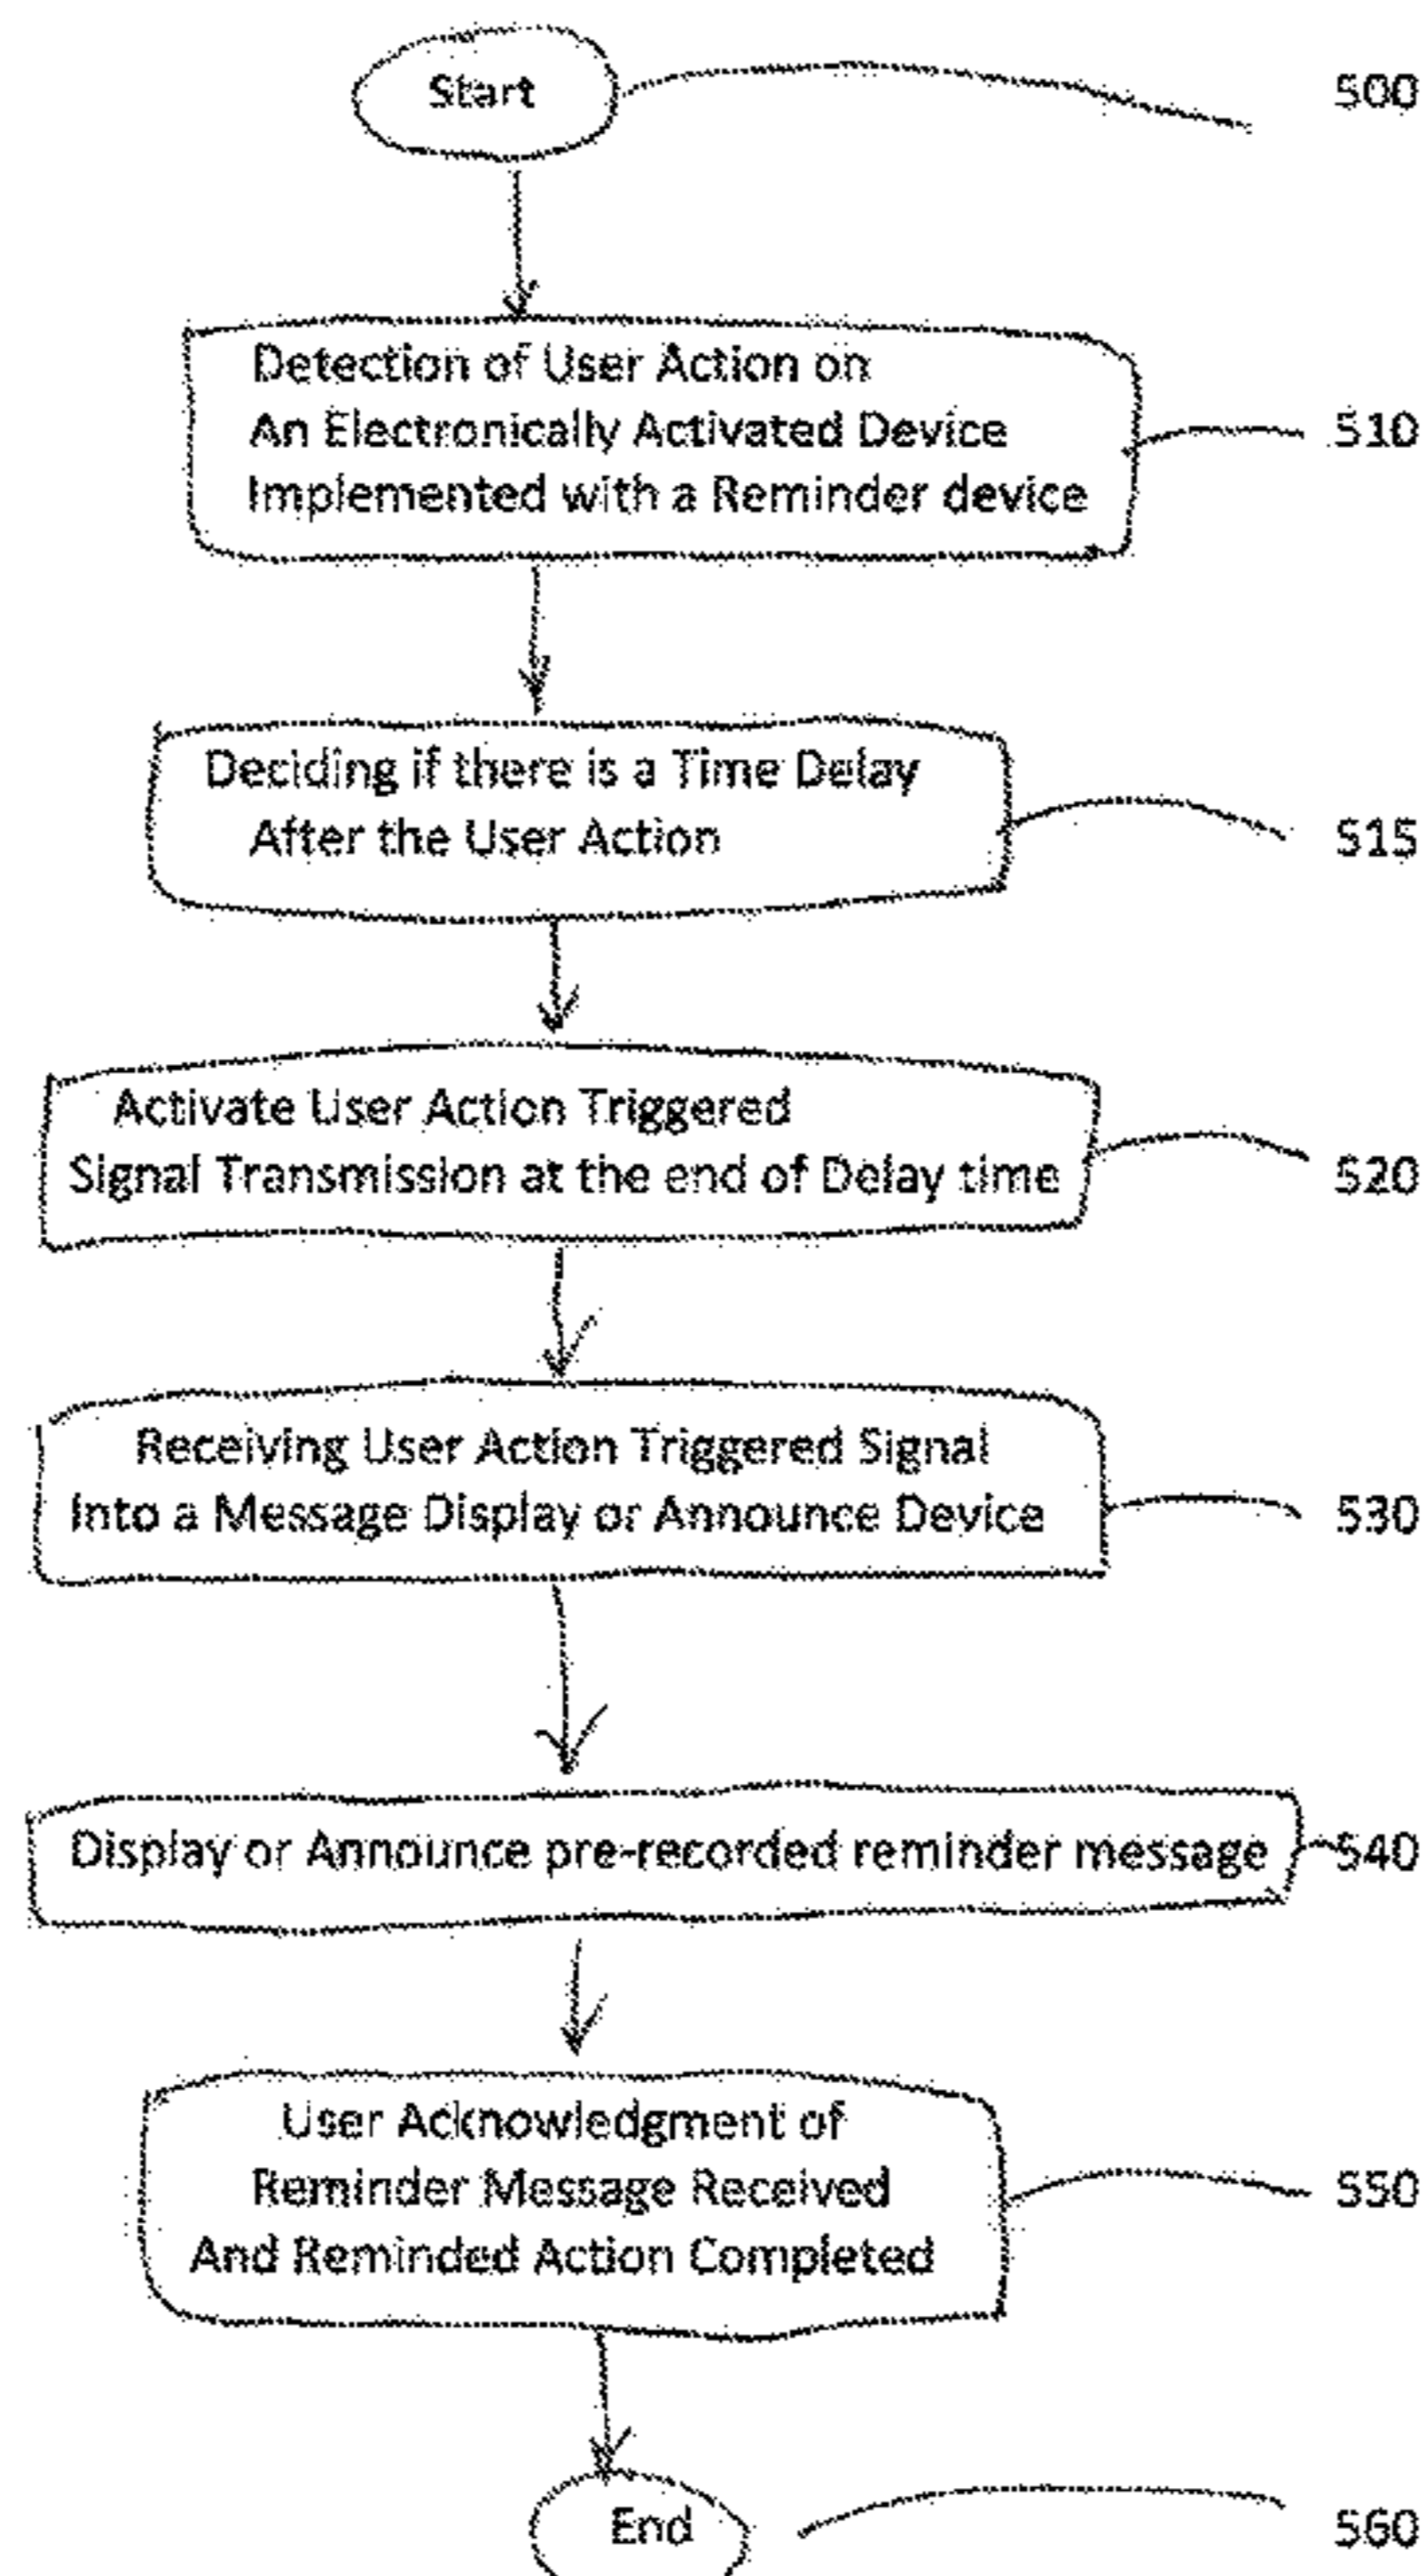 Start
500
Detection of User Action on
An Electronically Activated Device
Implemented with a Reminder device
510
Deciding if there is a Time Delay
After the User Action
515
Activate User Action Triggered
Signal Transmission at the end of Delay time
520
Receiving User Action Triggered Signal
Into a Message Display or Announce Device
530
Display or Announce pre-recorded reminder message
540
User Acknowledgment of
Reminder Message Received
And Reminded Action Completed
550
End
560